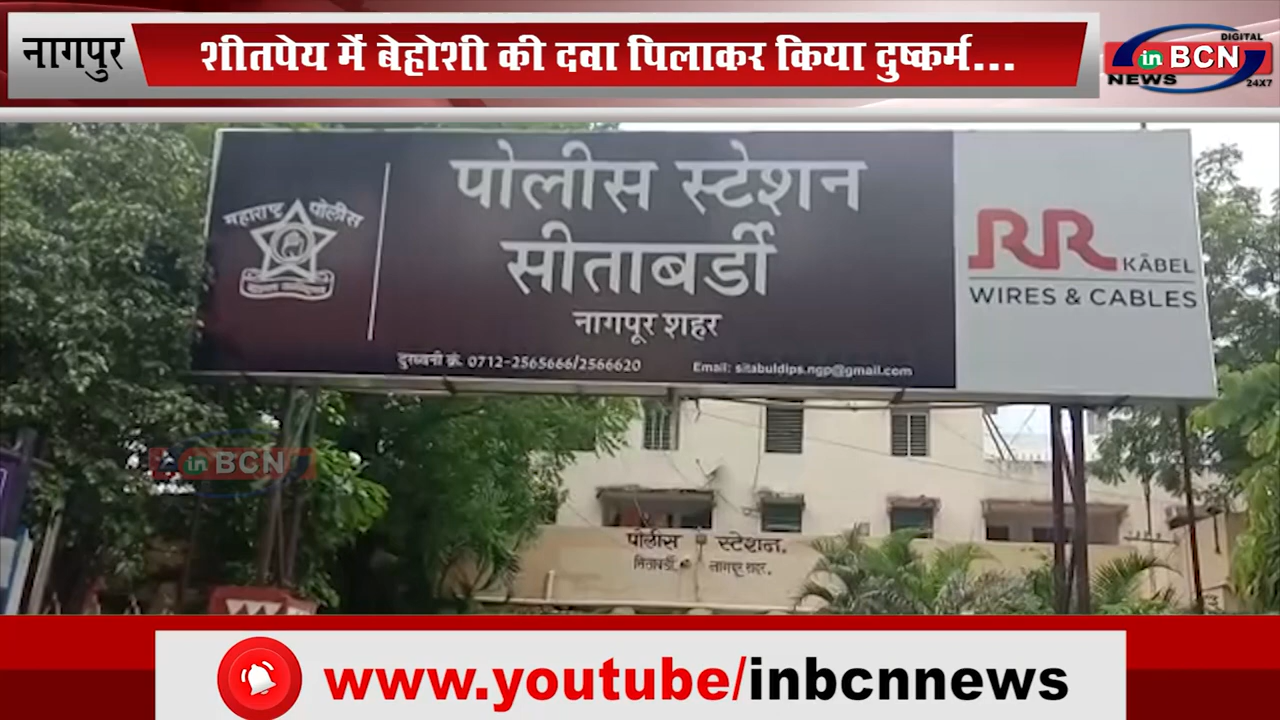 नागपुर
शीतपेय में बेहोशी की दवा पिलाकर किया दुष्कर्म...
DIGITAL
in BCN
NEWS 24X7
महाराष्ट्र पोलीस
पोलीस स्टेशन
सीताबर्डी
नागपूर शहर
दुरध्वनी क्रं. 0712-2565666/2566620
Email: sitabuldips.ngp@gmail.com
RR KĀBEL
WIRES & CABLES
in BCN
पोलीस स्टेशन.
सिताबर्डी. नागपूर शहर.
www.youtube/inbcnnews